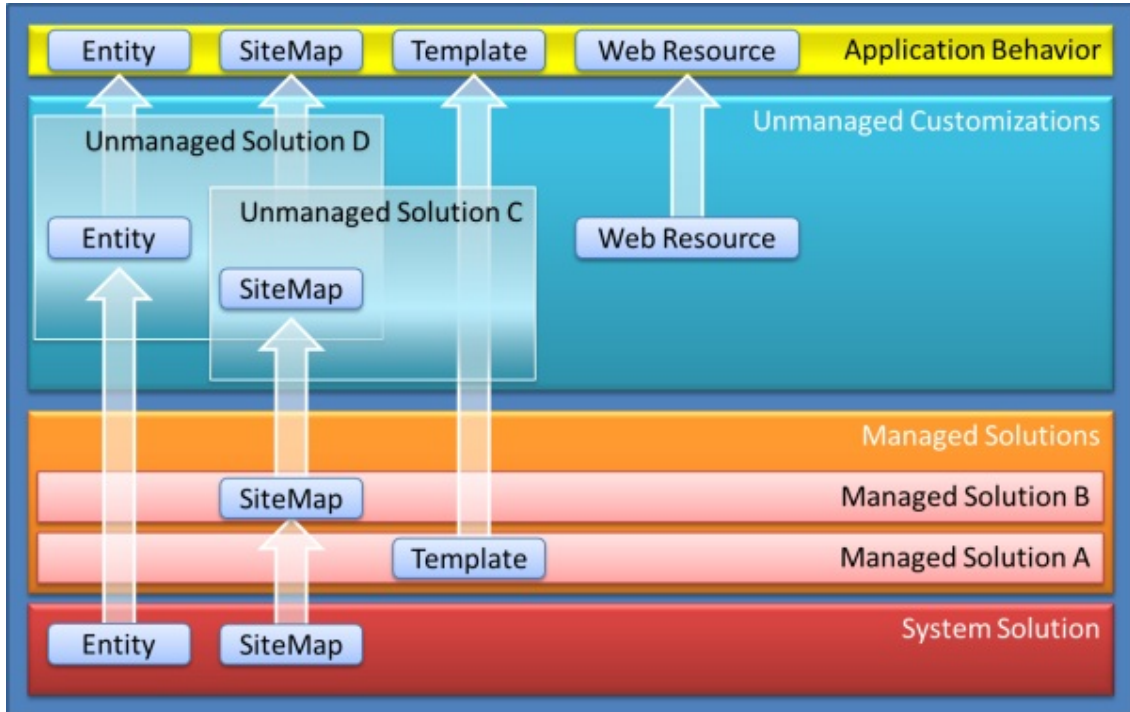 Entity SiteMap Template Web Resource Application Behavior
Unmanaged Customizations
Unmanaged Solution D
Unmanaged Solution C
Entity Web Resource
SiteMap
Managed Solutions
SiteMap Managed Solution B
Template Managed Solution A
System Solution
Entity SiteMap